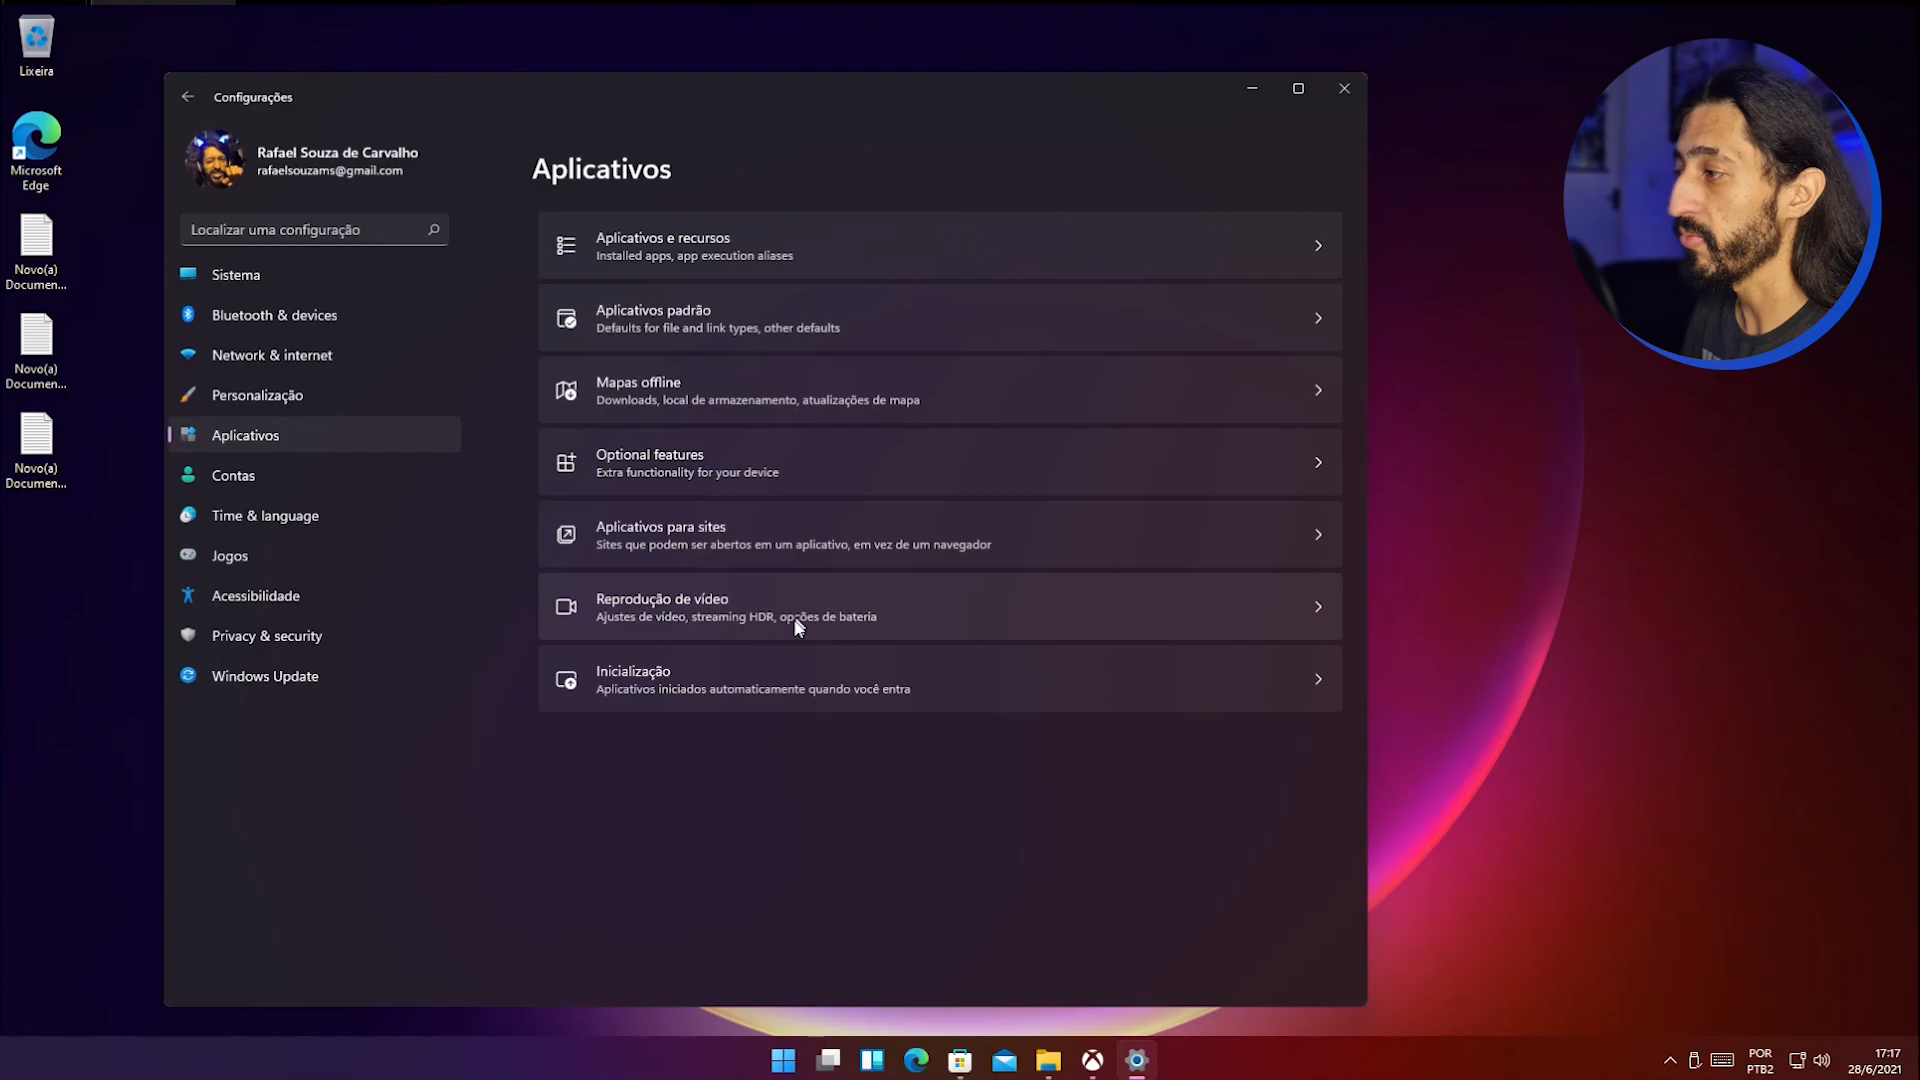 Lixeira
Microsoft
Edge
Novo(a)
Documen...
Novo(a)
Documen...
Novo(a)
Documen...
Configurações
Rafael Souza de Carvalho
rafaelsouzams@gmail.com
Localizar uma configuração
Sistema
Bluetooth & devices
Network & internet
Personalização
Aplicativos
Contas
Time & language
Jogos
Acessibilidade
Privacy & security
Windows Update
Aplicativos
Aplicativos e recursos
Installed apps, app execution aliases
Aplicativos padrão
Defaults for file and link types, other defaults
Mapas offline
Downloads, local de armazenamento, atualizações de mapa
Optional features
Extra functionality for your device
Aplicativos para sites
Sites que podem ser abertos em um aplicativo, em vez de um navegador
Reprodução de vídeo
Ajustes de vídeo, streaming HDR, opções de bateria
Inicialização
Aplicativos iniciados automaticamente quando você entra
POR
PTB2
17:17
28/6/2021